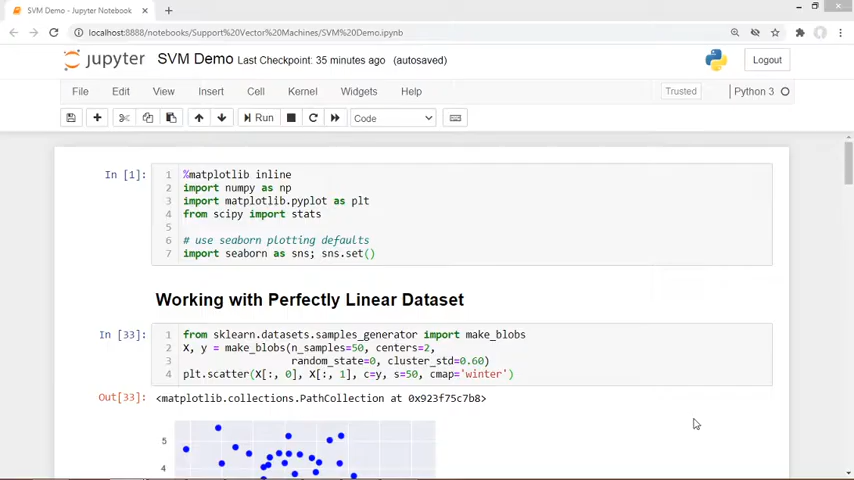 SVM Demo - Jupyter Notebook
localhost:8888/notebooks/Support%20Vector%20Machines/SVM%20Demo.ipynb
jupyter SVM Demo Last Checkpoint: 35 minutes ago (autosaved)
Logout
File Edit View Insert Cell Kernel Widgets Help
Trusted
Python 3
Run
Code
In [1]:
1 %matplotlib inline
2 import numpy as np
3 import matplotlib.pyplot as plt
4 from scipy import stats
5
6 # use seaborn plotting defaults
7 import seaborn as sns; sns.set()
Working with Perfectly Linear Dataset
In [33]:
1 from sklearn.datasets.samples_generator import make_blobs
2 X, y = make_blobs(n_samples=50, centers=2,
3 random_state=0, cluster_std=0.60)
4 plt.scatter(X[:, 0], X[:, 1], c=y, s=50, cmap='winter')
Out[33]: <matplotlib.collections.PathCollection at 0x923f75c7b8>
5
4